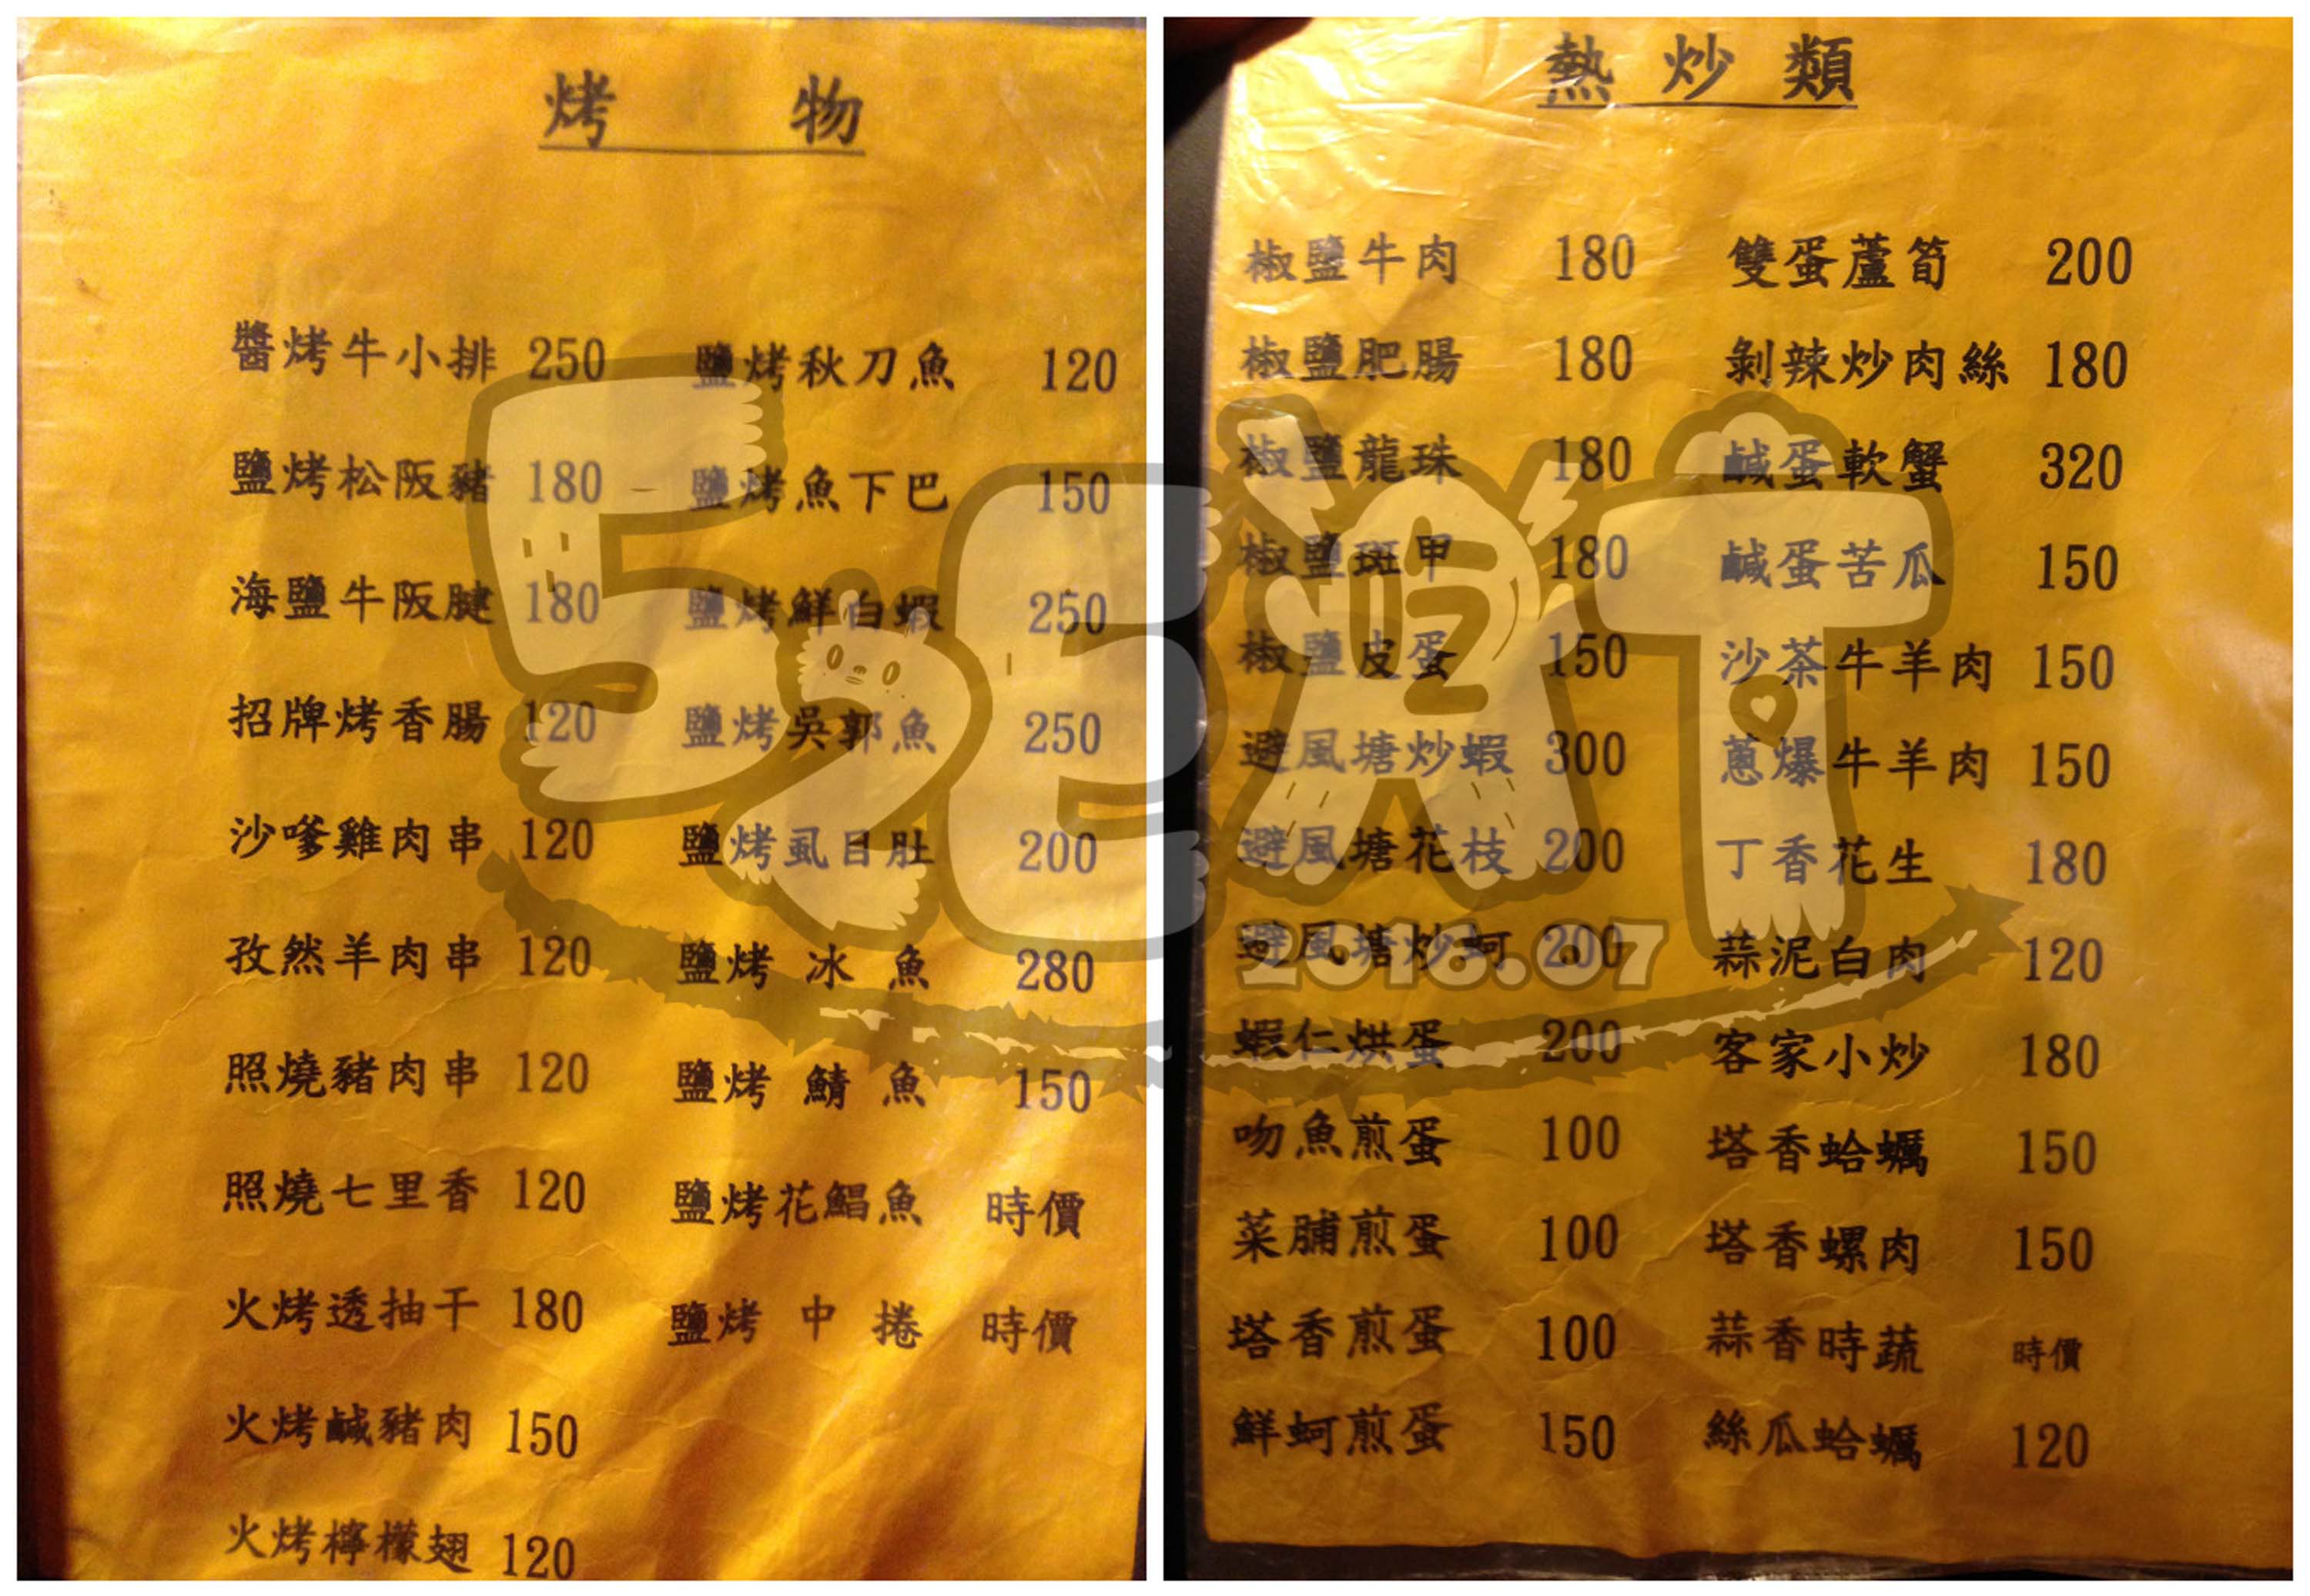 烤 物
醬烤牛小排 250 鹽烤秋刀魚 120
鹽烤松阪豬 180 鹽烤魚下巴 150
海鹽牛阪腱 180 鹽烤鮮白蝦 250
招牌烤香腸 120 鹽烤吳郭魚 250
沙嗲雞肉串 120 鹽烤虱目肚 200
孜然羊肉串 120 鹽烤 冰 魚 280
照燒豬肉串 120 鹽烤 鯖 魚 150
照燒七里香 120 鹽烤花鯧魚 時價
火烤透抽干 180 鹽烤 中 捲 時價
火烤鹹豬肉 150
火烤檸檬翅 120
熱 炒 類
椒鹽牛肉 180 雙蛋蘆筍 200
椒鹽肥腸 180 剝辣炒肉絲 180
椒鹽龍珠 180 鹹蛋軟蟹 320
椒鹽斑甲 180 鹹蛋苦瓜 150
椒鹽皮蛋 150 沙茶牛羊肉 150
避風塘炒蝦 300 蔥爆牛羊肉 150
避風塘花枝 200 丁香花生 180
避風塘炒蚵 200 蒜泥白肉 120
蝦仁烘蛋 200 客家小炒 180
吻魚煎蛋 100 塔香蛤蠣 150
菜脯煎蛋 100 塔香螺肉 150
塔香煎蛋 100 蒜香時蔬 時價
鮮蚵煎蛋 150 絲瓜蛤蠣 120
52EAT
吃
2016.07